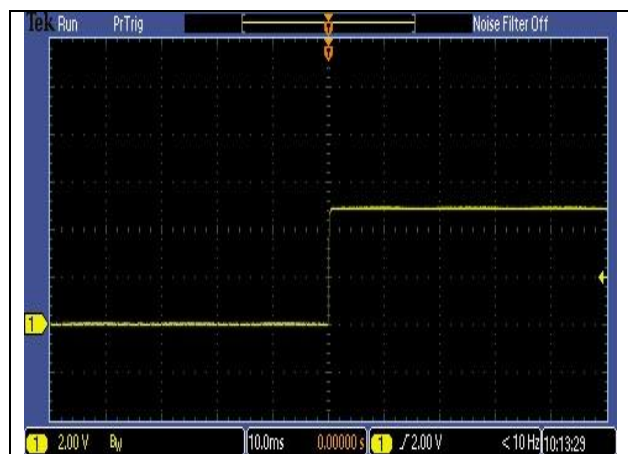 Tek Run PrTrig Noise Filter Off
T
T
1
1 2.00 V BW 10.0ms 0.00000 s 1 2.00 V < 10 Hz 10:13:29